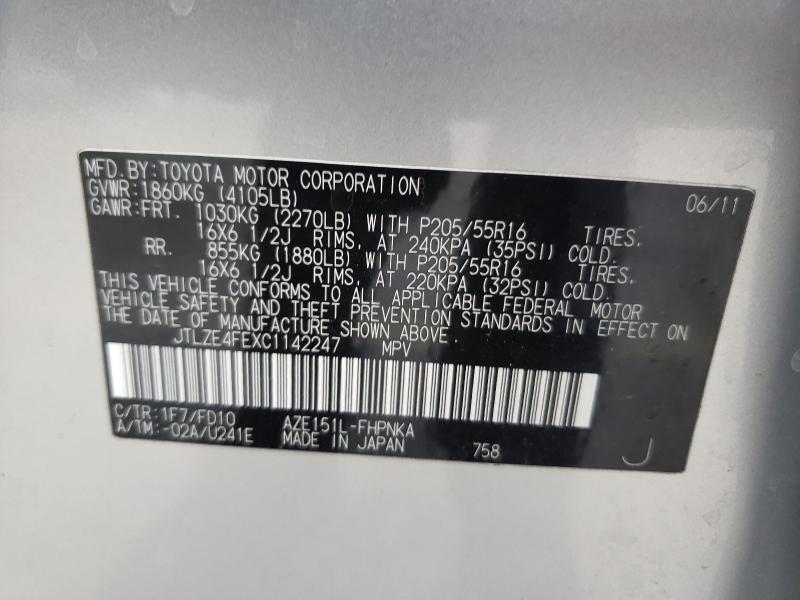 MFD.BY:TOYOTA MOTOR CORPORATION 06/11
GVWR:1860KG (4105LB)
GAWR:FRT. 1030KG (2270LB) WITH P205/55R16 TIRES,
16X6 1/2J RIMS, AT 240KPA (35PSI) COLD.
RR. 855KG (1880LB) WITH P205/55R16 TIRES,
16X6 1/2J RIMS, AT 220KPA (32PSI) COLD.
THIS VEHICLE CONFORMS TO ALL APPLICABLE FEDERAL MOTOR
VEHICLE SAFETY AND THEFT PREVENTION STANDARDS IN EFFECT ON
THE DATE OF MANUFACTURE SHOWN ABOVE.
JTLZE4FEXC1142247 MPV
C/TR:1F7/FD10 AZE151L-FHPNKA
A/TM:-02A/U241E MADE IN JAPAN 758 J